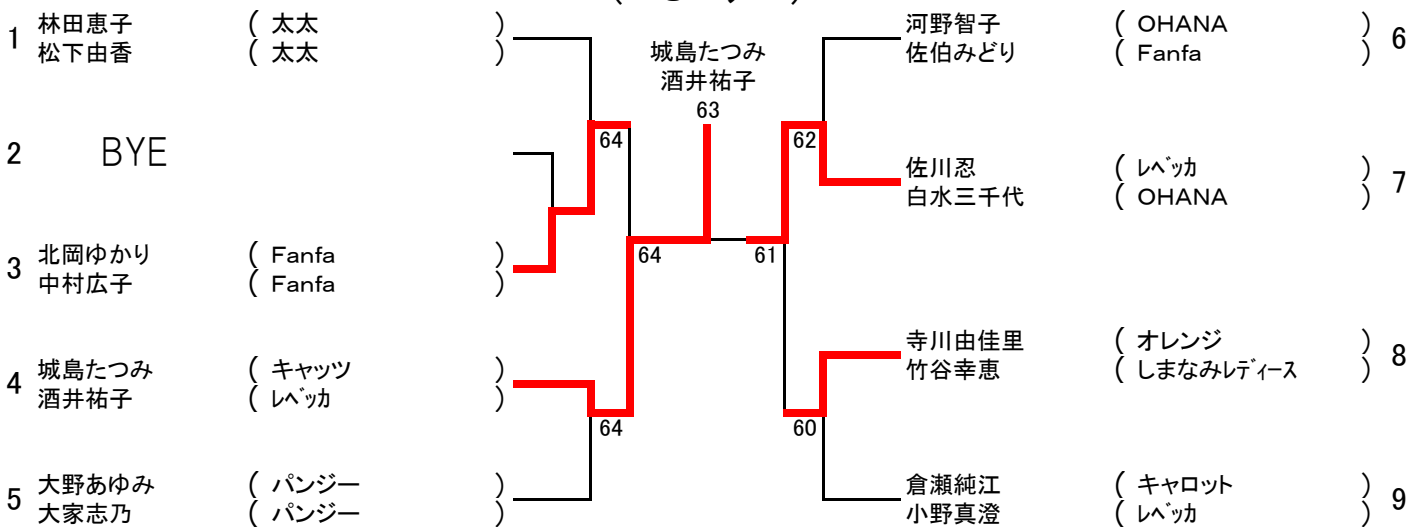 1 林田恵子 ( 太太 )
松下由香 ( 太太 )
2 BYE
3 北岡ゆかり ( Fanfa )
中村広子 ( Fanfa )
4 城島たつみ ( キャッツ )
酒井祐子 ( レベッカ )
5 大野あゆみ ( パンジー )
大家志乃 ( パンジー )
64
64
64
城島たつみ
酒井祐子
63
62
61
60
河野智子 ( OHANA ) 6
佐伯みどり ( Fanfa )
佐川忍 ( レベッカ ) 7
白水三千代 ( OHANA )
寺川由佳里 ( オレンジ ) 8
竹谷幸恵 ( しまなみレディース )
倉瀬純江 ( キャロット ) 9
小野真澄 ( レベッカ )